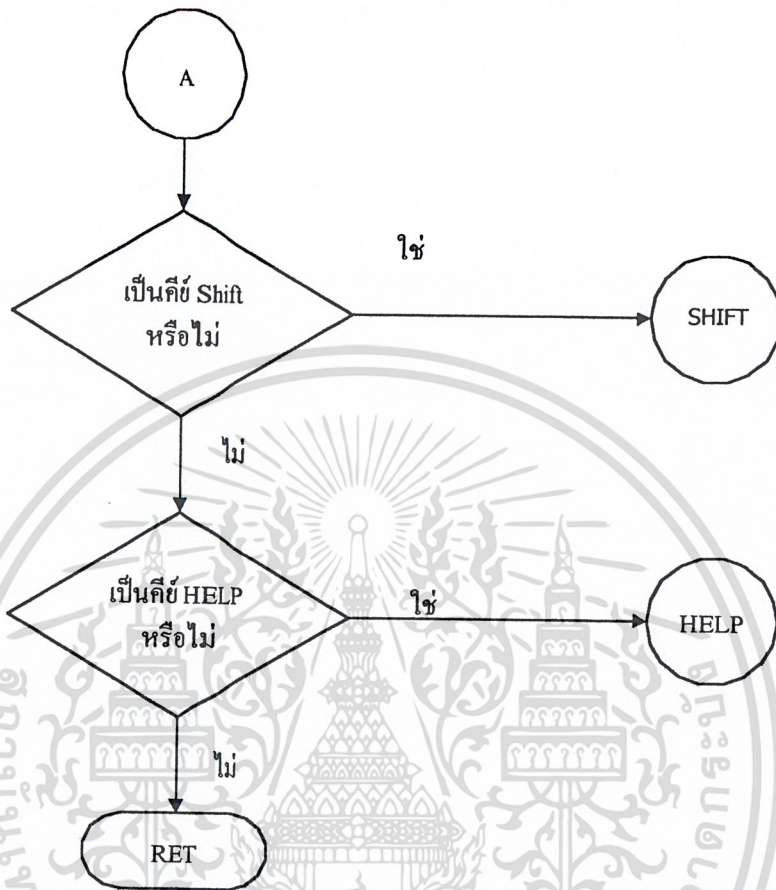 A
เป็นคีย์ Shift
หรือไม่
ใช่
SHIFT
ไม่
เป็นคีย์ HELP
หรือไม่
ใช่
HELP
ไม่
RET